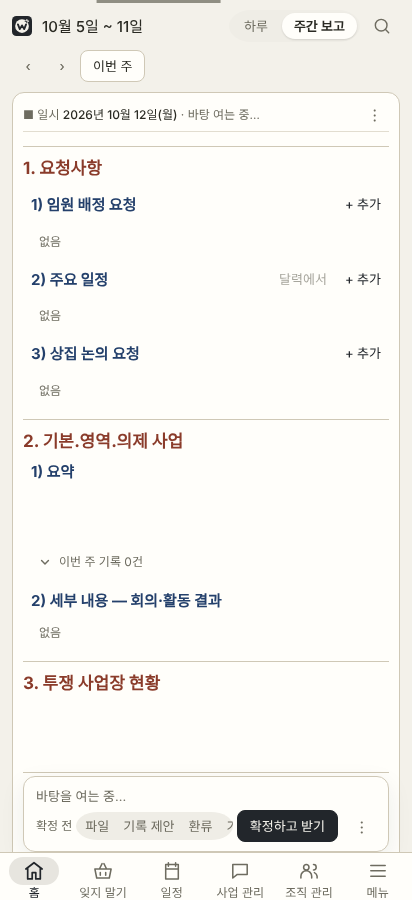 10월 5일 ~ 11일
하루 주간 보고
‹ › 이번 주
■ 일시 2026년 10월 12일(월) · 바탕 여는 중…
1. 요청사항
1) 임원 배정 요청 + 추가
없음
2) 주요 일정 달력에서 + 추가
없음
3) 상집 논의 요청 + 추가
없음
2. 기본.영역.의제 사업
1) 요약
이번 주 기록 0건
2) 세부 내용 — 회의·활동 결과
없음
3. 투쟁 사업장 현황
바탕을 여는 중…
확정 전 파일 기록 제안 환류 확정하고 받기
홈 잊지 말기 일정 사업 관리 조직 관리 메뉴